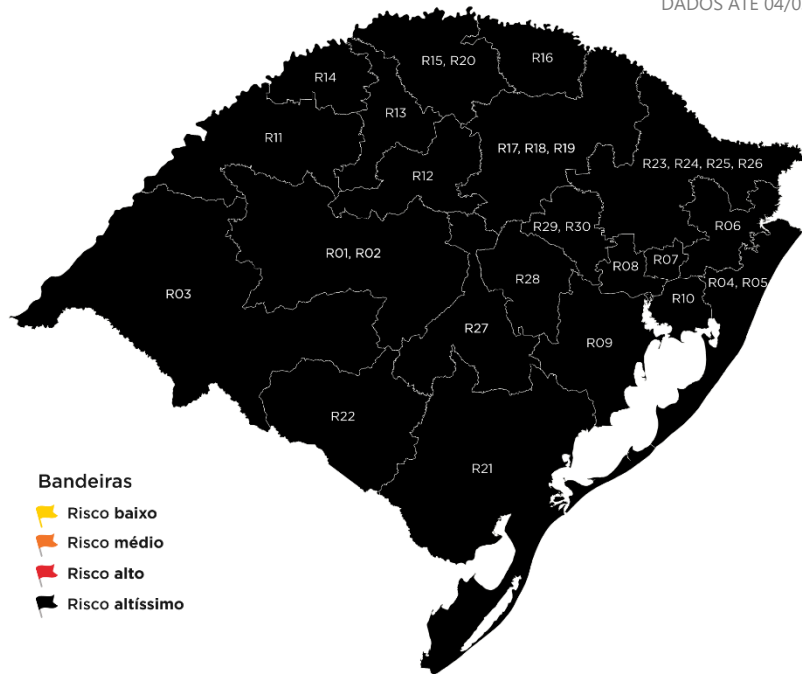 DADOS ATÉ 04/0
R15, R20
R16
R14
R13
R11
R17, R18, R19
R23, R24, R25, R26
R12
R06
R29, R30
R01, R02
R08
R07
R28
R04, R05
R03
R10
R27
R09
R22
R21
Bandeiras
Risco baixo
Risco médio
Risco alto
Risco altíssimo